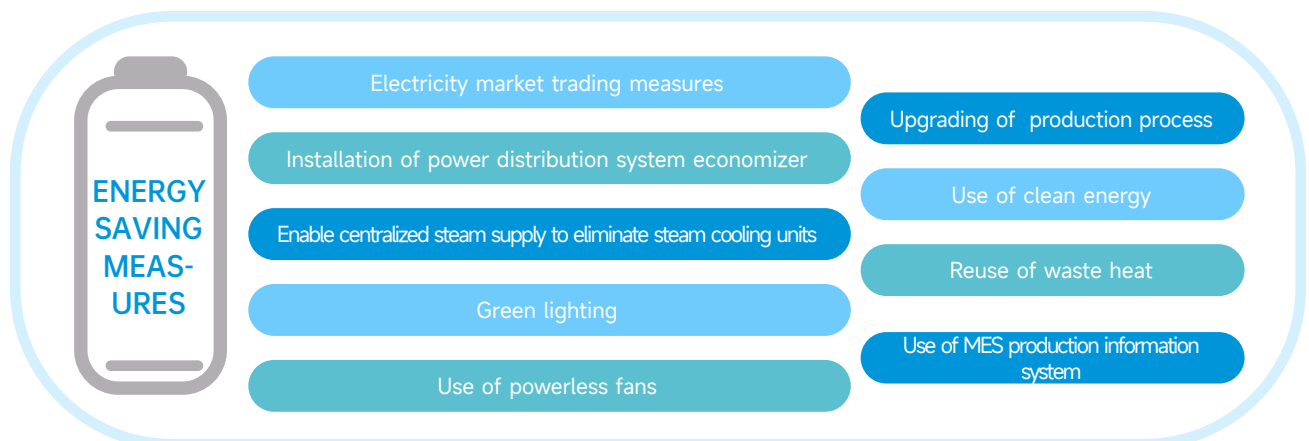 ENERGY
SAVING
MEAS-
URES
Electricity market trading measures
Installation of power distribution system economizer
Enable centralized steam supply to eliminate steam cooling units
Green lighting
Use of powerless fans
Upgrading of production process
Use of clean energy
Reuse of waste heat
Use of MES production information
system